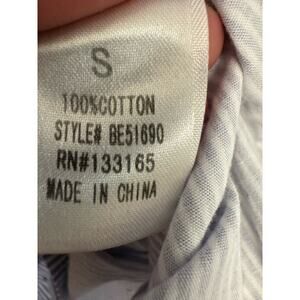 S
100%COTTON
STYLE# BE51690
RN#133165
MADE IN CHINA